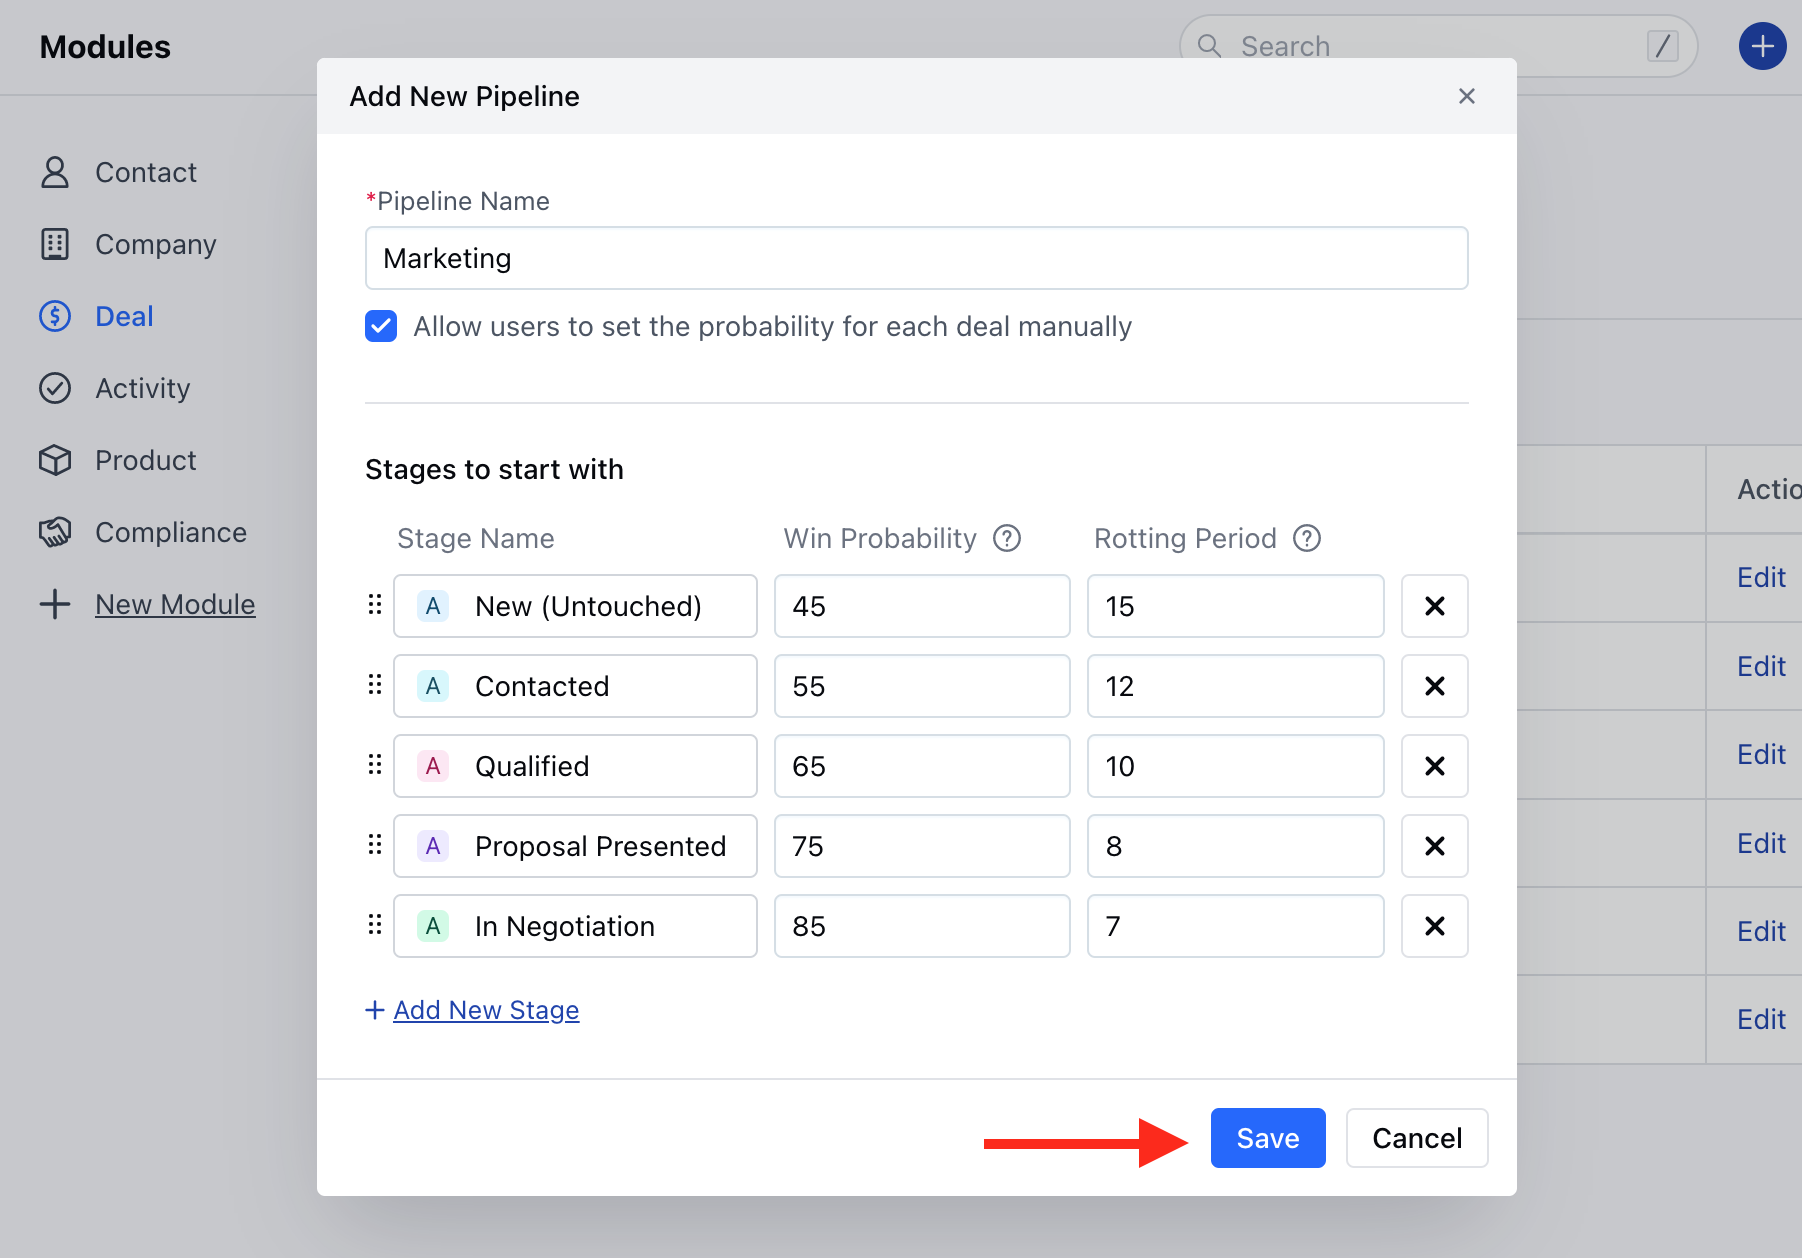 Modules
Search /
Add New Pipeline
Contact
Company
Deal
Activity
Product
Compliance
New Module
*Pipeline Name
Marketing
Allow users to set the probability for each deal manually
Stages to start with
Stage Name Win Probability ? Rotting Period ?
A New (Untouched) 45 15
A Contacted 55 12
A Qualified 65 10
A Proposal Presented 75 8
A In Negotiation 85 7
+ Add New Stage
Save Cancel
Actio
Edit
Edit
Edit
Edit
Edit
Edit